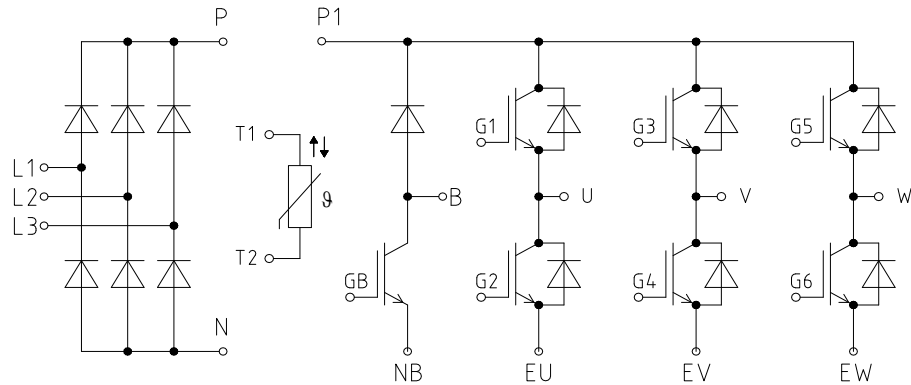 P P1
T1
G1 G3 G5
L1
L2 B U V W
L3 ϑ
T2
GB G2 G4 G6
N
NB EU EV EW